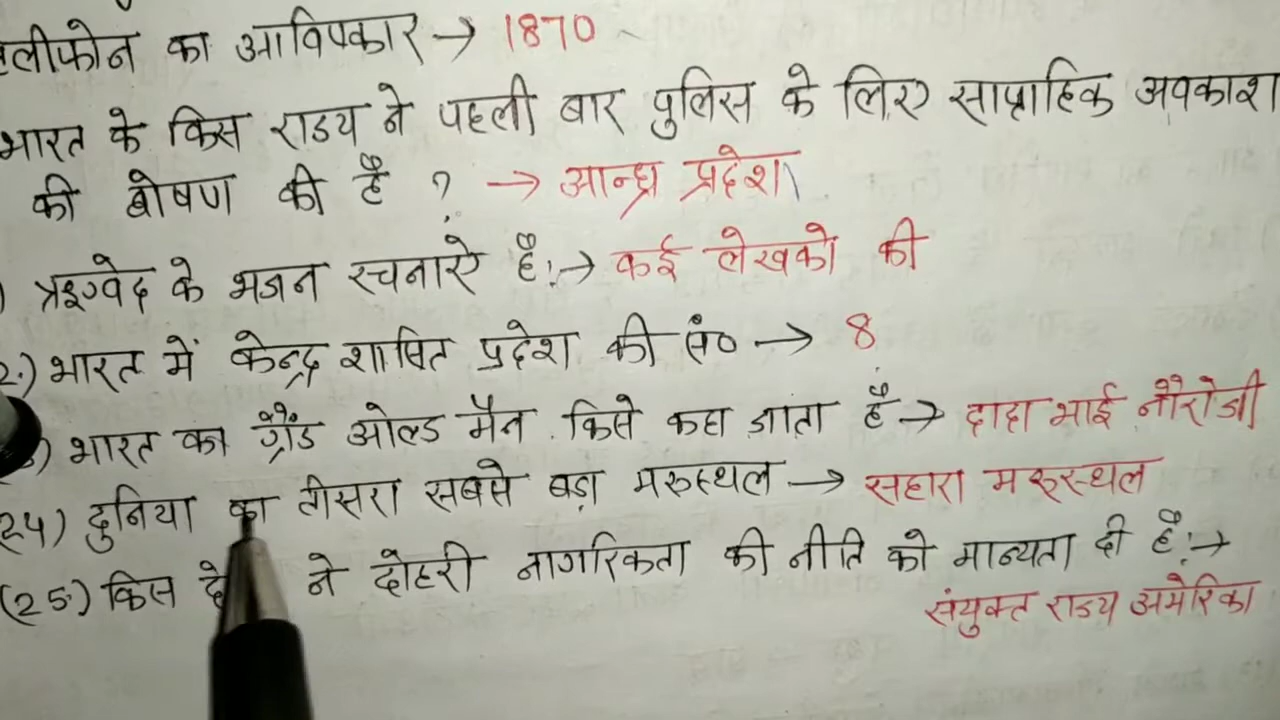 टेलीफोन का आविष्कार → 1870
भारत के किस राज्य ने पहली बार पुलिस के लिए साप्ताहिक अवकाश
की घोषण की है ? → आन्ध्र प्रदेश
) ऋग्वेद के भजन रचनाऐ हैं → कई लेखको की
2.) भारत में केन्द्र शासित प्रदेश की सं० → 8
) भारत का ग्रैंड ओल्ड मैन किसे कहा जाता है → दादा भाई नौरोजी
(24) दुनिया का तीसरा सबसे बड़ा मरुस्थल → सहारा मरुस्थल
(25.) किस दे ने दोहरी नागरिकता की नीति को मान्यता दी है →
संयुक्त राज्य अमेरिका